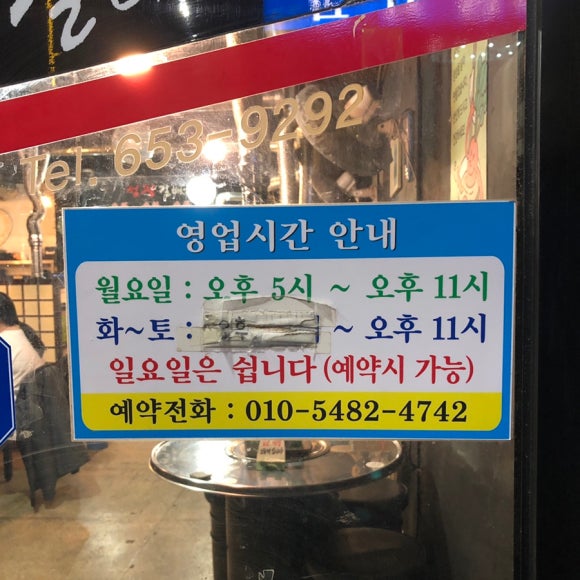 Tel. 653-9292
영업시간 안내
월요일 : 오후 5시 ~ 오후 11시
화~토 : ~ 오후 11시
일요일은 쉽니다 (예약시 가능)
예약전화 : 010-5482-4742